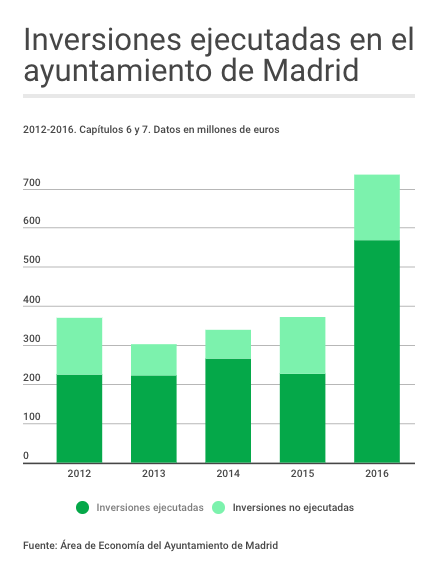 Inversiones ejecutadas en el
ayuntamiento de Madrid
2012-2016. Capítulos 6 y 7. Datos en millones de euros
700
600
500
400
300
200
100
0
2012 2013 2014 2015 2016
Inversiones ejecutadas Inversiones no ejecutadas
Fuente: Área de Economía del Ayuntamiento de Madrid